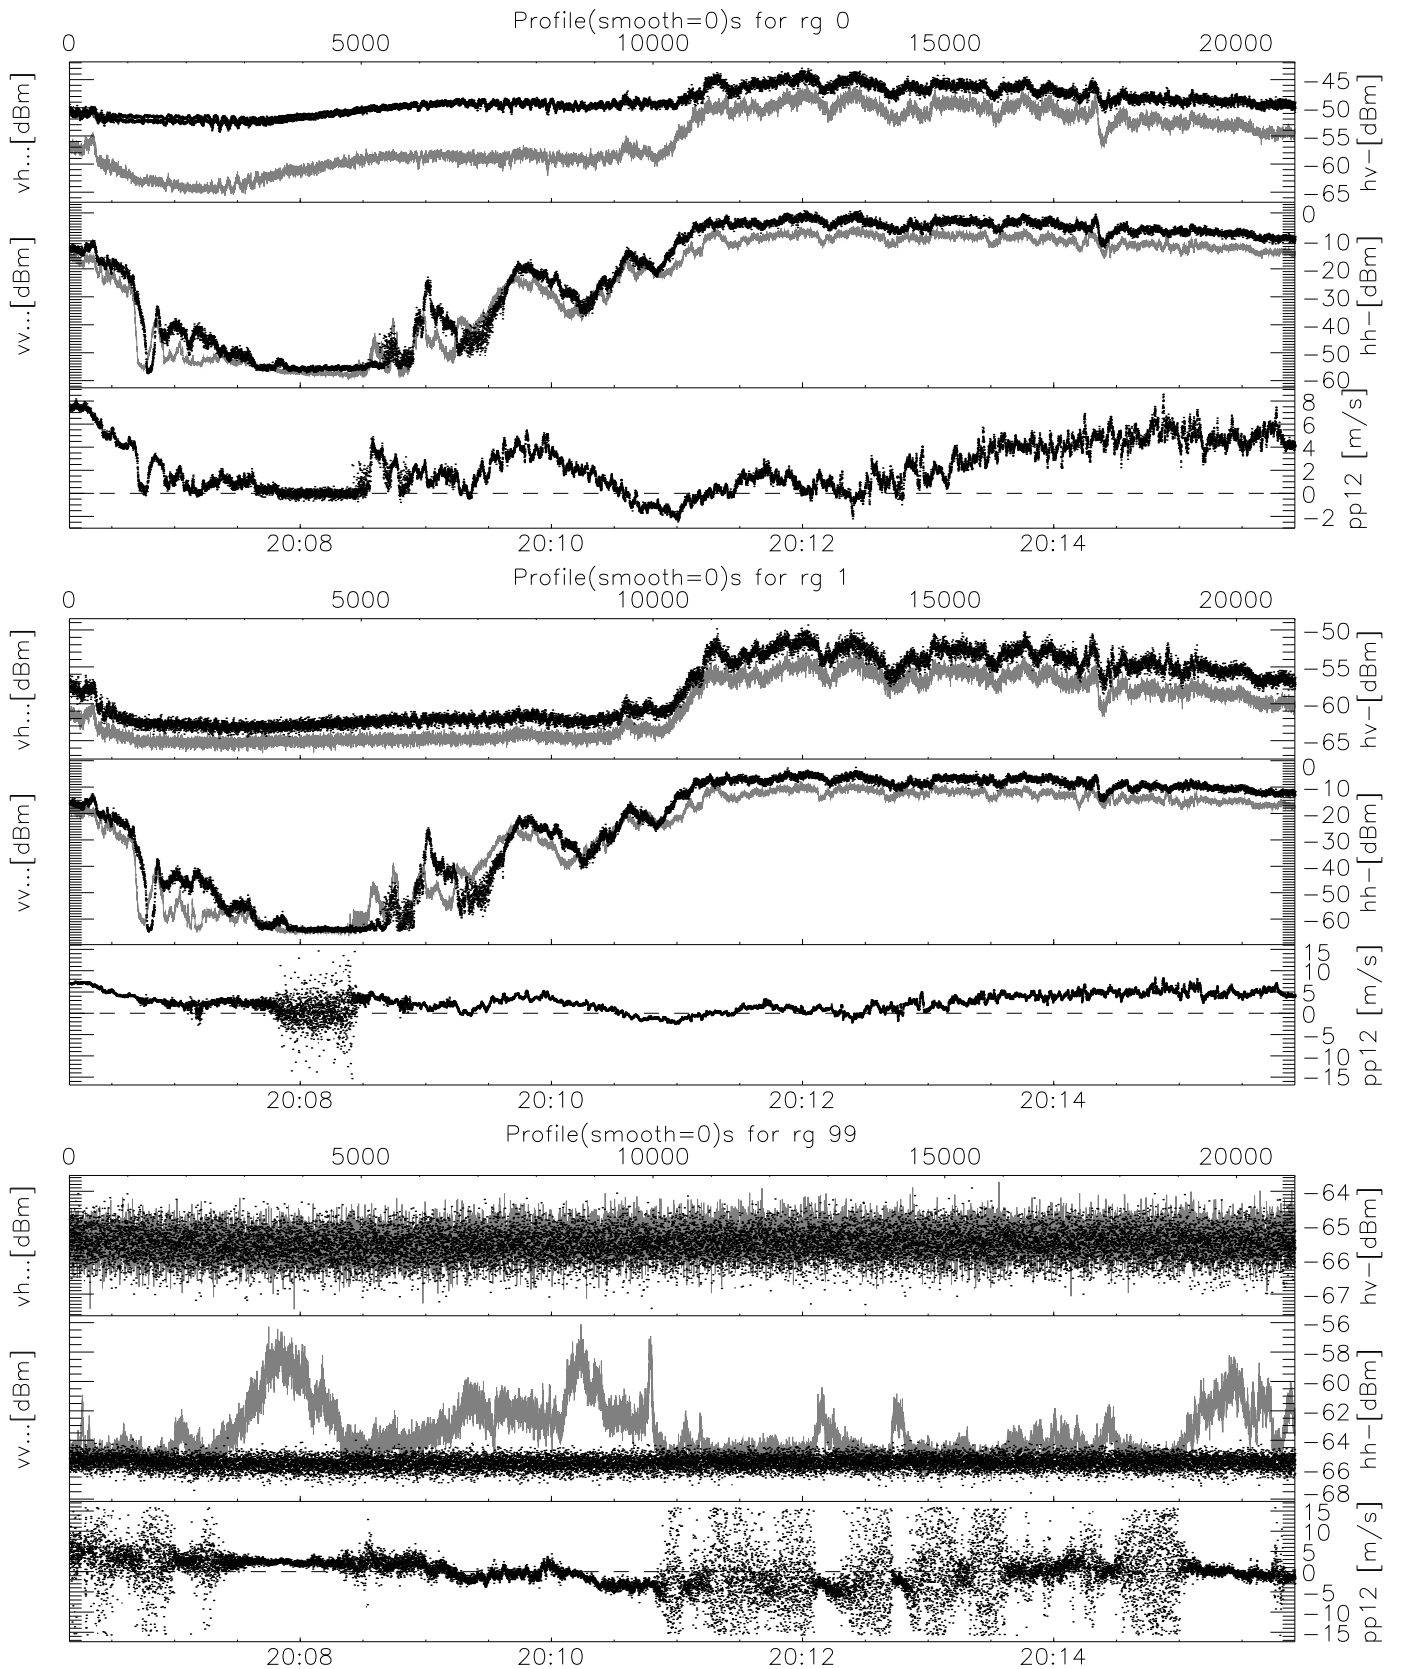 Profile(smooth=0)s for rg 0
0 5000 10000 15000 20000
vh...[dBm]
-45
-50
-55
-60
-65
hv-[dBm]
vv...[dBm]
0
-10
-20
-30
-40
-50
-60
hh-[dBm]
8
6
4
2
0
-2
pp12 [m/s]
20:08 20:10 20:12 20:14
Profile(smooth=0)s for rg 1
0 5000 10000 15000 20000
vh...[dBm]
-50
-55
-60
-65
hv-[dBm]
vv...[dBm]
0
-10
-20
-30
-40
-50
-60
hh-[dBm]
15
10
5
0
-5
-10
-15
pp12 [m/s]
20:08 20:10 20:12 20:14
Profile(smooth=0)s for rg 99
0 5000 10000 15000 20000
vh...[dBm]
-64
-65
-66
-67
hv-[dBm]
vv...[dBm]
-56
-58
-60
-62
-64
-66
-68
hh-[dBm]
15
10
5
0
-5
-10
-15
pp12 [m/s]
20:08 20:10 20:12 20:14